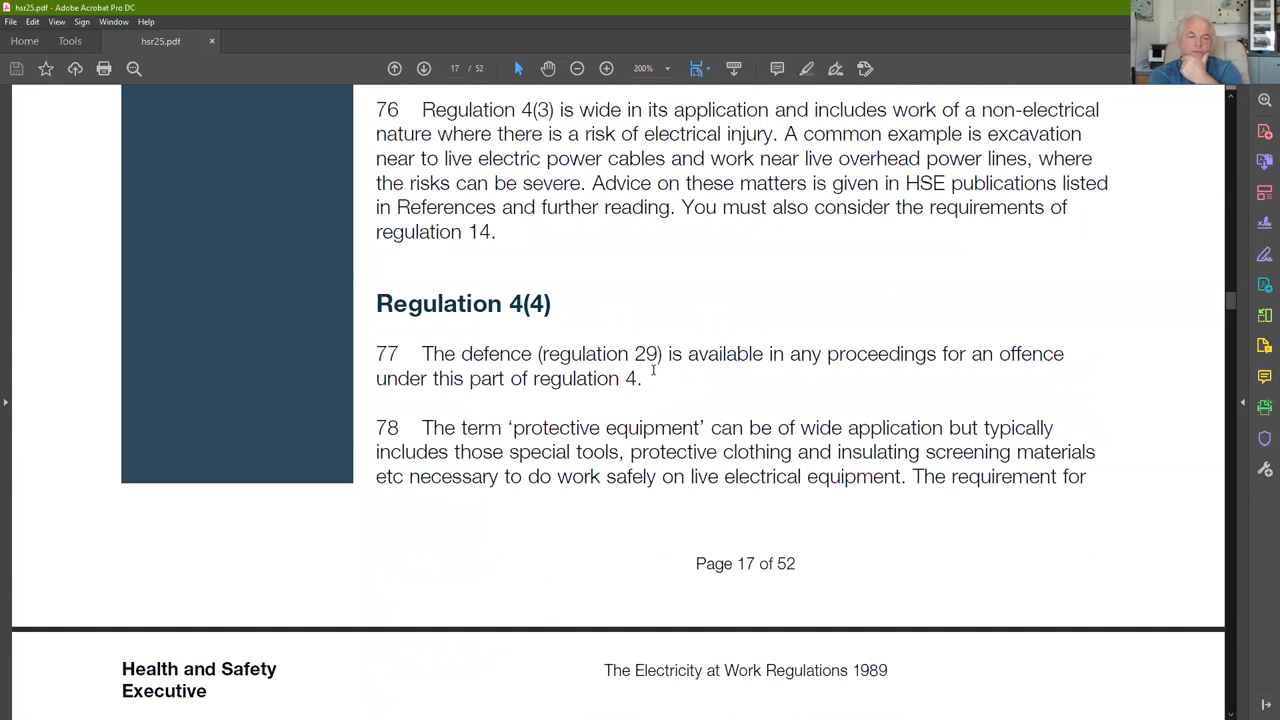 hsr25.pdf - Adobe Acrobat Pro DC
File Edit View Sign Window Help
Home Tools hsr25.pdf ×
17 / 52 200%
76 Regulation 4(3) is wide in its application and includes work of a non-electrical
nature where there is a risk of electrical injury. A common example is excavation
near to live electric power cables and work near live overhead power lines, where
the risks can be severe. Advice on these matters is given in HSE publications listed
in References and further reading. You must also consider the requirements of
regulation 14.
Regulation 4(4)
77 The defence (regulation 29) is available in any proceedings for an offence
under this part of regulation 4.
78 The term ‘protective equipment’ can be of wide application but typically
includes those special tools, protective clothing and insulating screening materials
etc necessary to do work safely on live electrical equipment. The requirement for
Page 17 of 52
Health and Safety
Executive
The Electricity at Work Regulations 1989